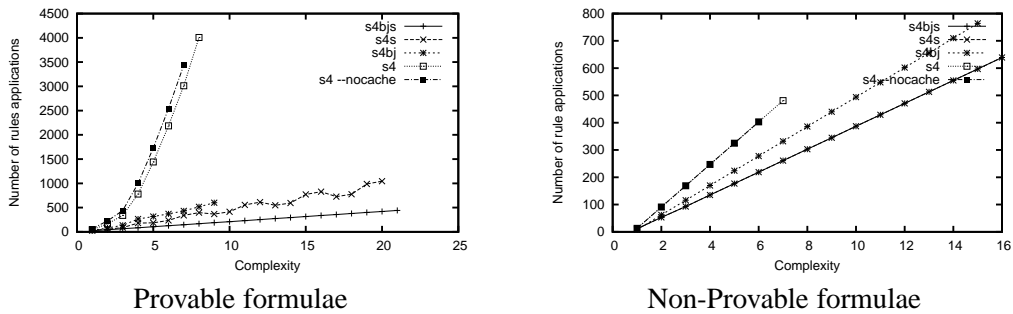 4500
4000
3500
3000
2500
2000
1500
1000
500
0
Number of rules applications
0 5 10 15 20 25
Complexity
s4bjs
s4s
s4bj
s4
s4 --nocache
Provable formulae
800
700
600
500
400
300
200
100
0
Number of rule applications
0 2 4 6 8 10 12 14 16
Complexity
s4bjs
s4s
s4bj
s4
s4 --nocache
Non-Provable formulae